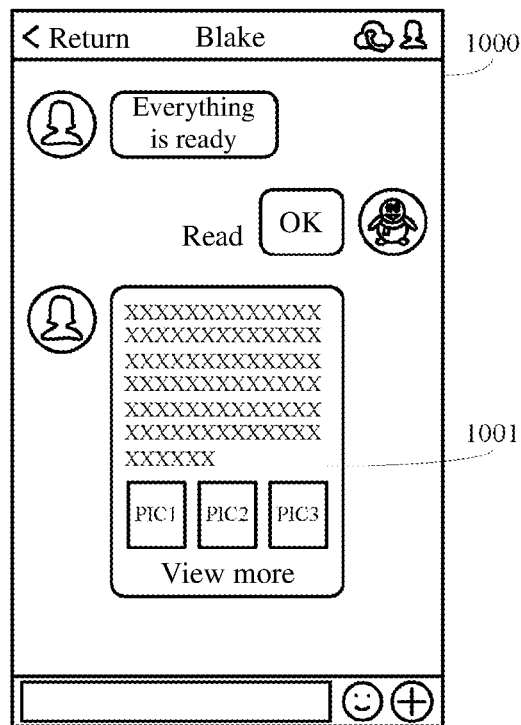 < Return Blake
1000
Everything
is ready
Read OK
XXXXXXXXXXXXX
XXXXXXXXXXXXX
XXXXXXXXXXXXX
XXXXXXXXXXXXX
XXXXXXXXXXXXX
XXXXXXXXXXXXX
XXXXXX
1001
PIC1 PIC2 PIC3
View more